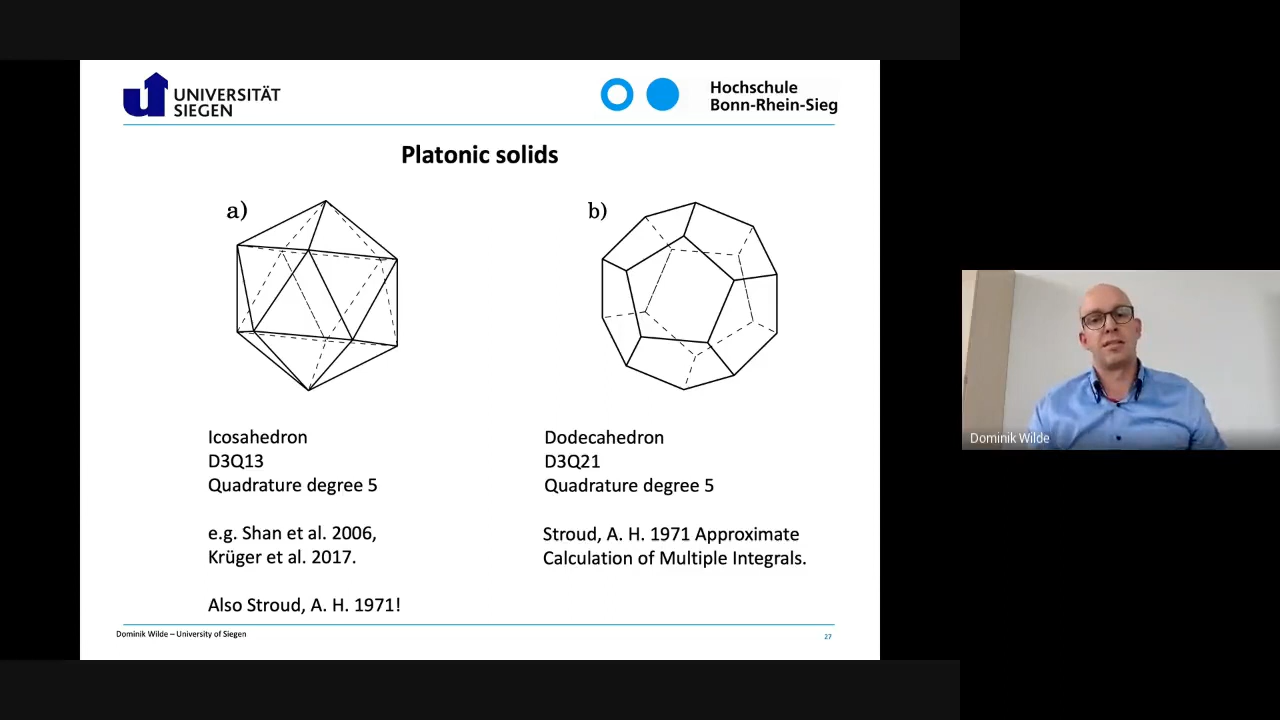 UNIVERSITÄT
SIEGEN
Hochschule
Bonn-Rhein-Sieg
Platonic solids
a)
b)
Icosahedron
D3Q13
Quadrature degree 5
e.g. Shan et al. 2006,
Krüger et al. 2017.
Also Stroud, A. H. 1971!
Dodecahedron
D3Q21
Quadrature degree 5
Stroud, A. H. 1971 Approximate
Calculation of Multiple Integrals.
Dominik Wilde – University of Siegen
27
Dominik Wilde